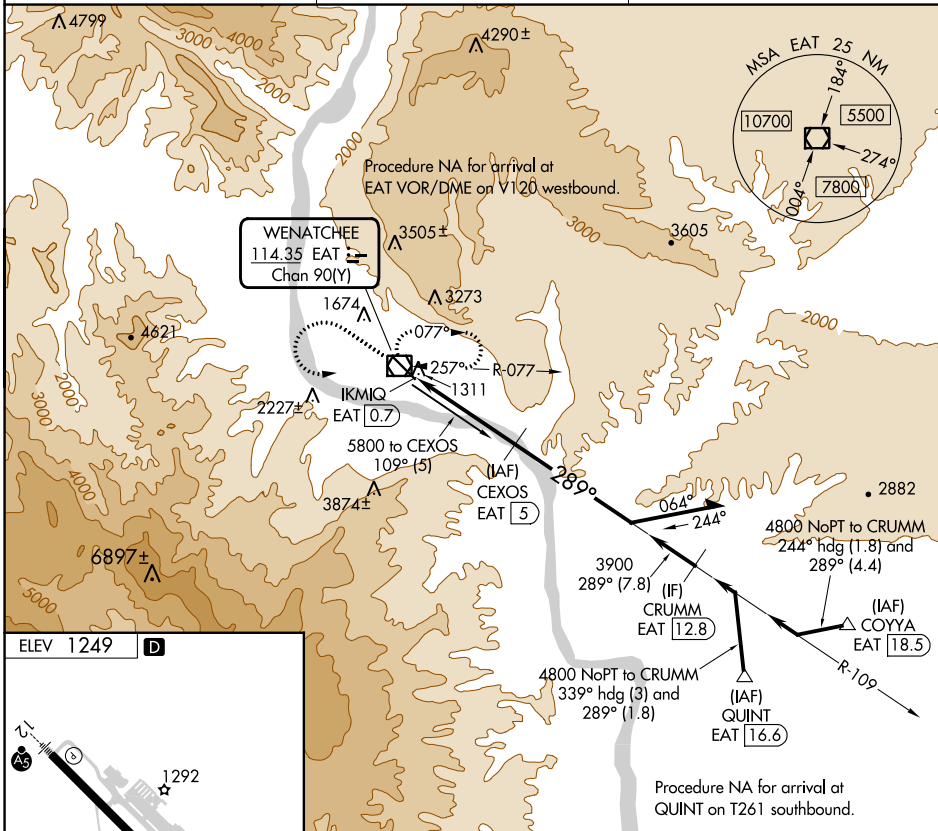 4799
3000
4000
2000
4290±
2000
MSA EAT 25 NM
184°
10700
5500
274°
004°
7800
Procedure NA for arrival at
EAT VOR/DME on V120 westbound.
3000
WENATCHEE
114.35 EAT
Chan 90(Y)
3505±
3605
3273
1674
2000
4621
077°
257°
R-077
1311
IKMIQ
EAT 0.7
2227±
3000
2000
5800 to CEXOS
109° (5)
(IAF)
CEXOS
EAT 5
289°
4000
3874±
064°
244°
2882
4800 NoPT to CRUMM
244° hdg (1.8) and
289° (4.4)
6897±
3900
289° (7.8)
(IF)
CRUMM
EAT 12.8
5000
(IAF)
COYYA
EAT 18.5
ELEV 1249 D
4800 NoPT to CRUMM
339° hdg (3) and
289° (1.8)
R-109
(IAF)
QUINT
EAT 16.6
12
A5
P
1292
Procedure NA for arrival at
QUINT on T261 southbound.